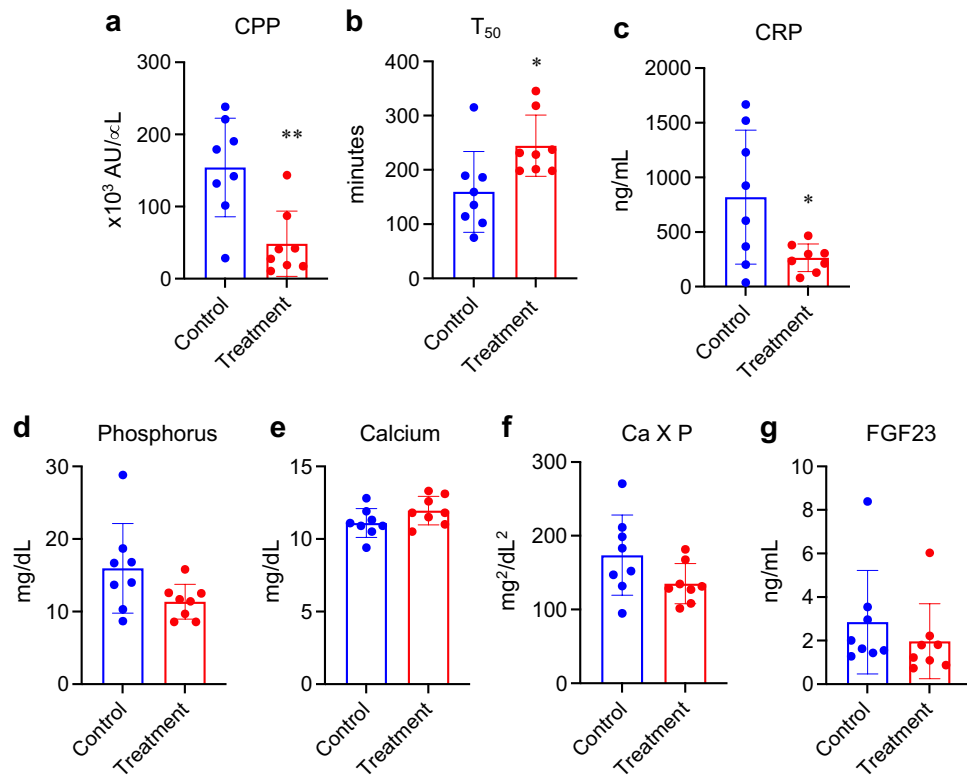 a CPP
x10³ AU/∝L
300
200
100
0
**
Control
Treatment
b T₅₀
minutes
400
300
200
100
0
*
Control
Treatment
c CRP
ng/mL
2000
1500
1000
500
0
*
Control
Treatment
d Phosphorus
mg/dL
30
20
10
0
Control
Treatment
e Calcium
mg/dL
15
10
5
0
Control
Treatment
f Ca X P
mg²/dL²
300
200
100
0
Control
Treatment
g FGF23
ng/mL
10
8
6
4
2
0
Control
Treatment